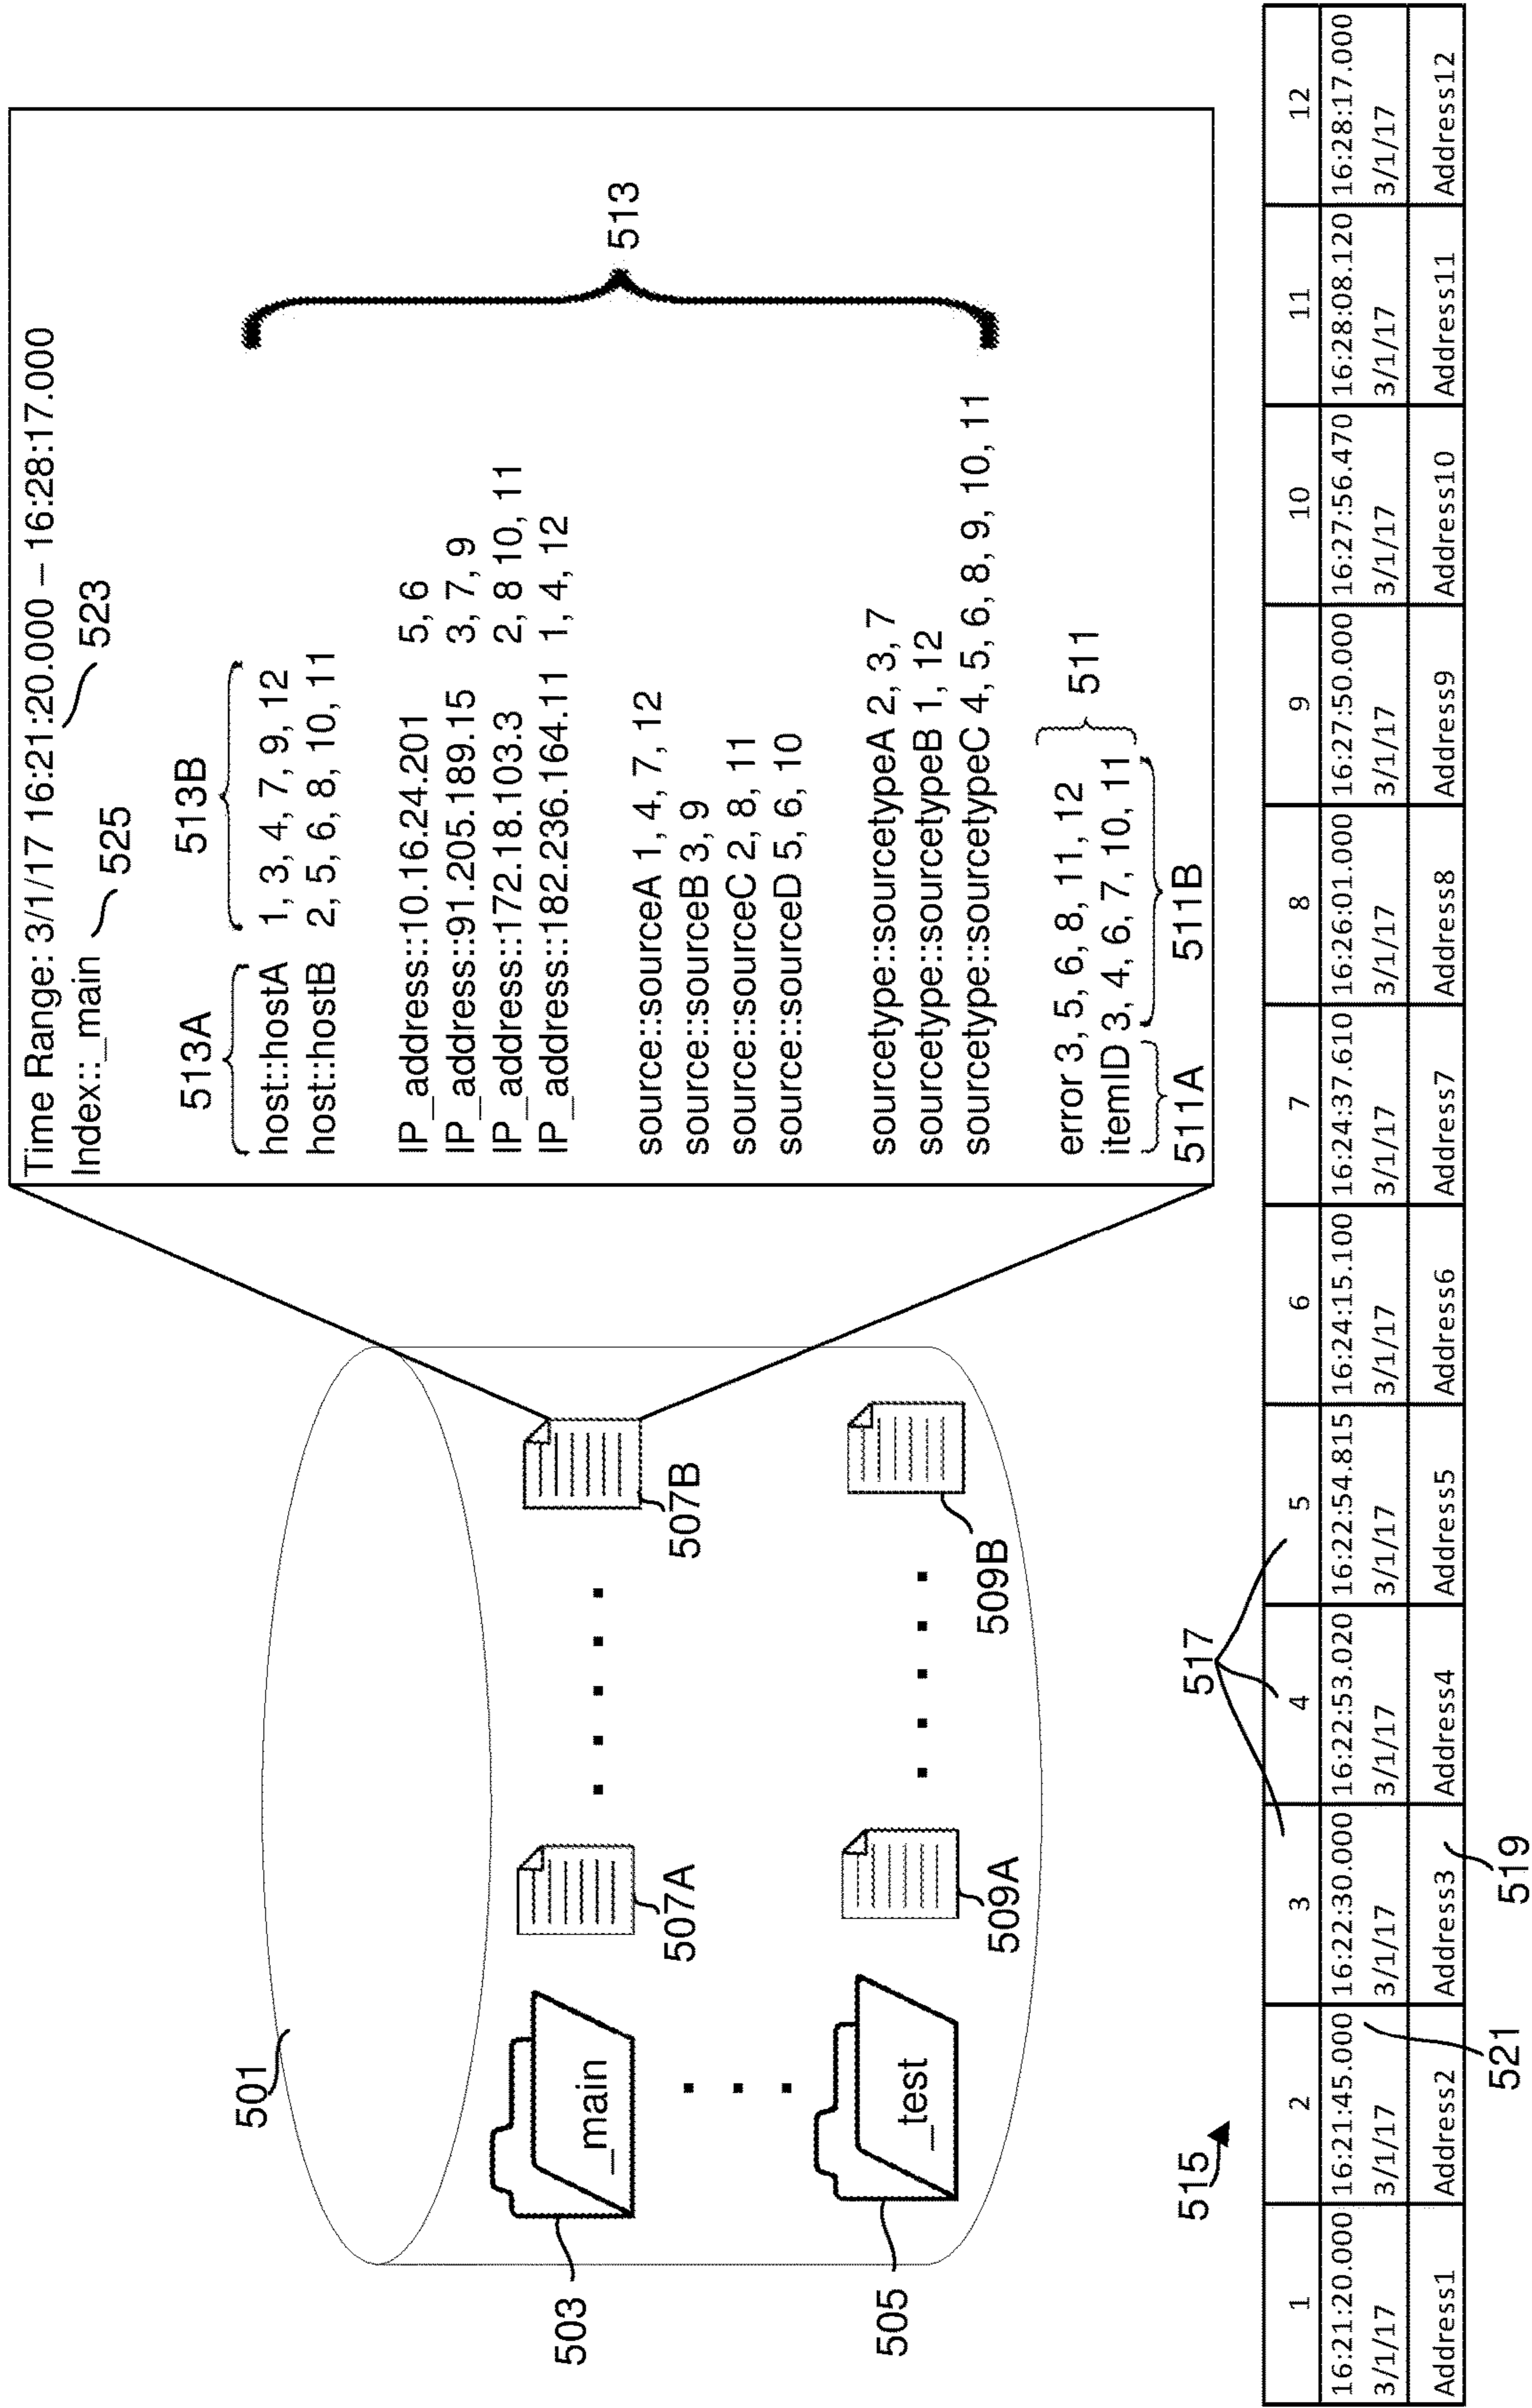 Time Range: 3/1/17 16:21:20.000 – 16:28:17.000
Index::_main
525
523
513A
513B
host::hostA 1, 3, 4, 7, 9, 12
host::hostB 2, 5, 6, 8, 10, 11
IP_address::10.16.24.201 5, 6
IP_address::91.205.189.15 3, 7, 9
IP_address::172.18.103.3 2, 8 10, 11
IP_address::182.236.164.11 1, 4, 12
513
source::sourceA 1, 4, 7, 12
source::sourceB 3, 9
source::sourceC 2, 8, 11
source::sourceD 5, 6, 10
sourcetype::sourcetypeA 2, 3, 7
sourcetype::sourcetypeB 1, 12
sourcetype::sourcetypeC 4, 5, 6, 8, 9, 10, 11
error 3, 5, 6, 8, 11, 12
itemID 3, 4, 6, 7, 10, 11
511
511A
511B
501
503
_main
507A
507B
505
_test
509A
509B
515
517
1 2 3 4 5 6 7 8 9 10 11 12
16:21:20.000 16:21:45.000 16:22:30.000 16:22:53.020 16:22:54.815 16:24:15.100 16:24:37.610 16:26:01.000 16:27:50.000 16:27:56.470 16:28:08.120 16:28:17.000
3/1/17 3/1/17 3/1/17 3/1/17 3/1/17 3/1/17 3/1/17 3/1/17 3/1/17 3/1/17 3/1/17 3/1/17
Address1 Address2 Address3 Address4 Address5 Address6 Address7 Address8 Address9 Address10 Address11 Address12
521
519